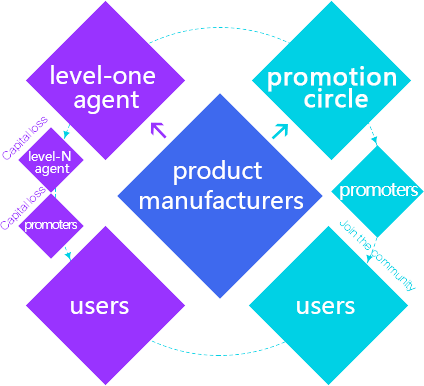 level-one
agent
promotion
circle
Capital loss
level-N
agent
product
manufacturers
promoters
Capital loss
promoters
Join the community
users
users